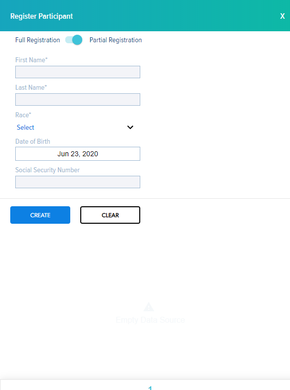 Register Participant X
Full Registration Partial Registration
First Name*
Last Name*
Race*
Select
Date of Birth
Jun 23, 2020
Social Security Number
CREATE CLEAR